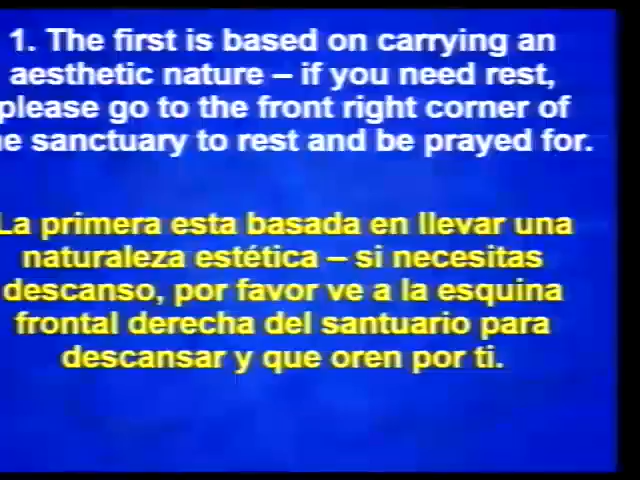 1. The first is based on carrying an
aesthetic nature – if you need rest,
please go to the front right corner of
e sanctuary to rest and be prayed for.
La primera esta basada en llevar una
naturaleza estética – si necesitas
descanso, por favor ve a la esquina
frontal derecha del santuario para
descansar y que oren por ti.